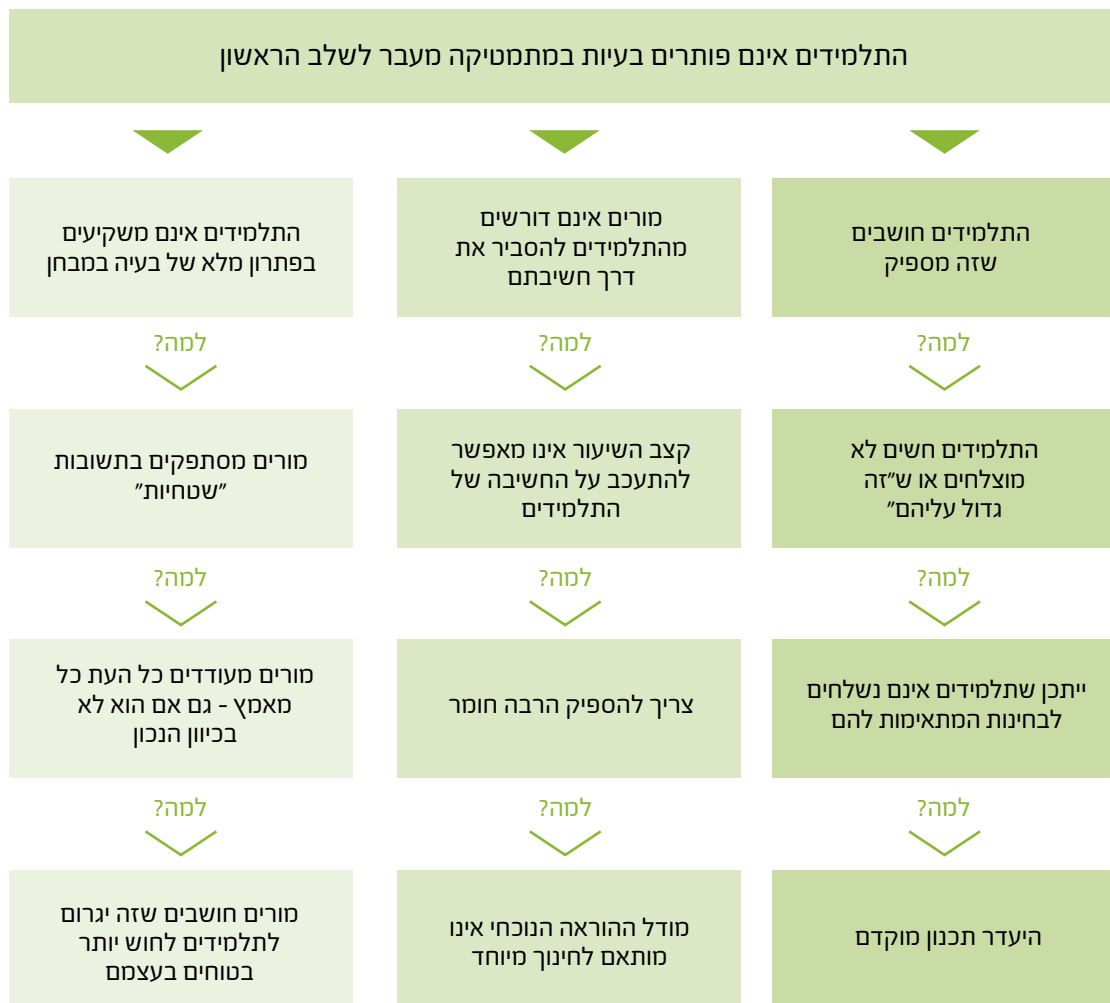 התלמידים אינם פותרים בעיות במתמטיקה מעבר לשלב הראשון
התלמידים חושבים
שזה מספיק
למה?
התלמידים חשים לא
מוצלחים או ש"זה
גדול עליהם"
למה?
ייתכן שתלמידים אינם נשלחים
לבחינות המתאימות להם
למה?
היעדר תכנון מוקדם
מורים אינם דורשים
מהתלמידים להסביר את
דרך חשיבתם
למה?
קצב השיעור אינו מאפשר
להתעכב על החשיבה של
התלמידים
למה?
צריך להספיק הרבה חומר
למה?
מודל ההוראה הנוכחי אינו
מותאם לחינוך מיוחד
התלמידים אינם משקיעים
בפתרון מלא של בעיה במבחן
למה?
מורים מסתפקים בתשובות
"שטחיות"
למה?
מורים מעודדים כל העת כל
מאמץ - גם אם הוא לא
בכיוון הנכון
למה?
מורים חושבים שזה יגרום
לתלמידים לחוש יותר
בטוחים בעצמם